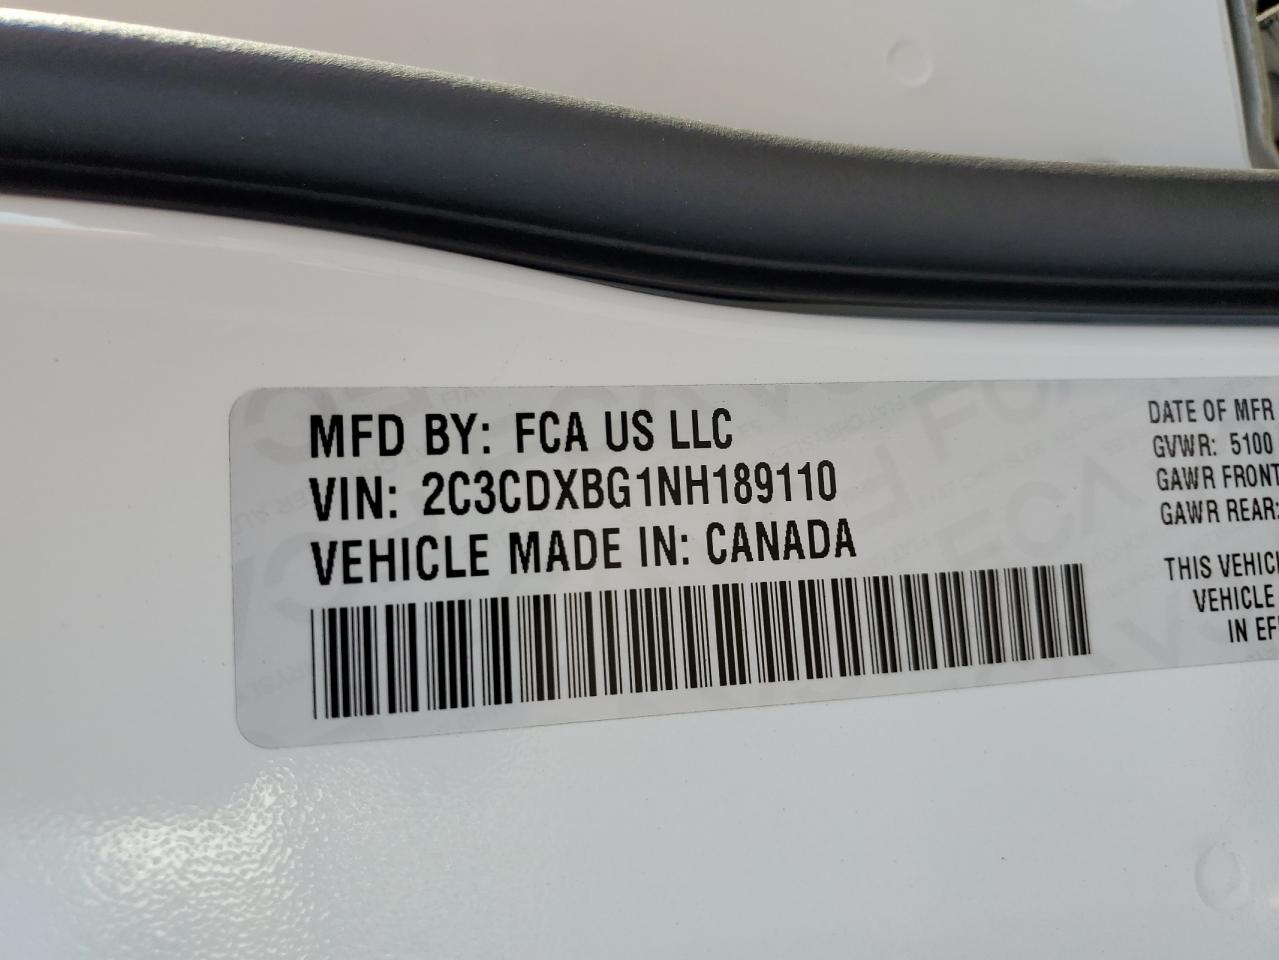 MFD BY: FCA US LLC
VIN: 2C3CDXBG1NH189110
VEHICLE MADE IN: CANADA
DATE OF MFR
GVWR: 5100
GAWR FRONT
GAWR REAR:
THIS VEHIC
VEHICLE
IN EF